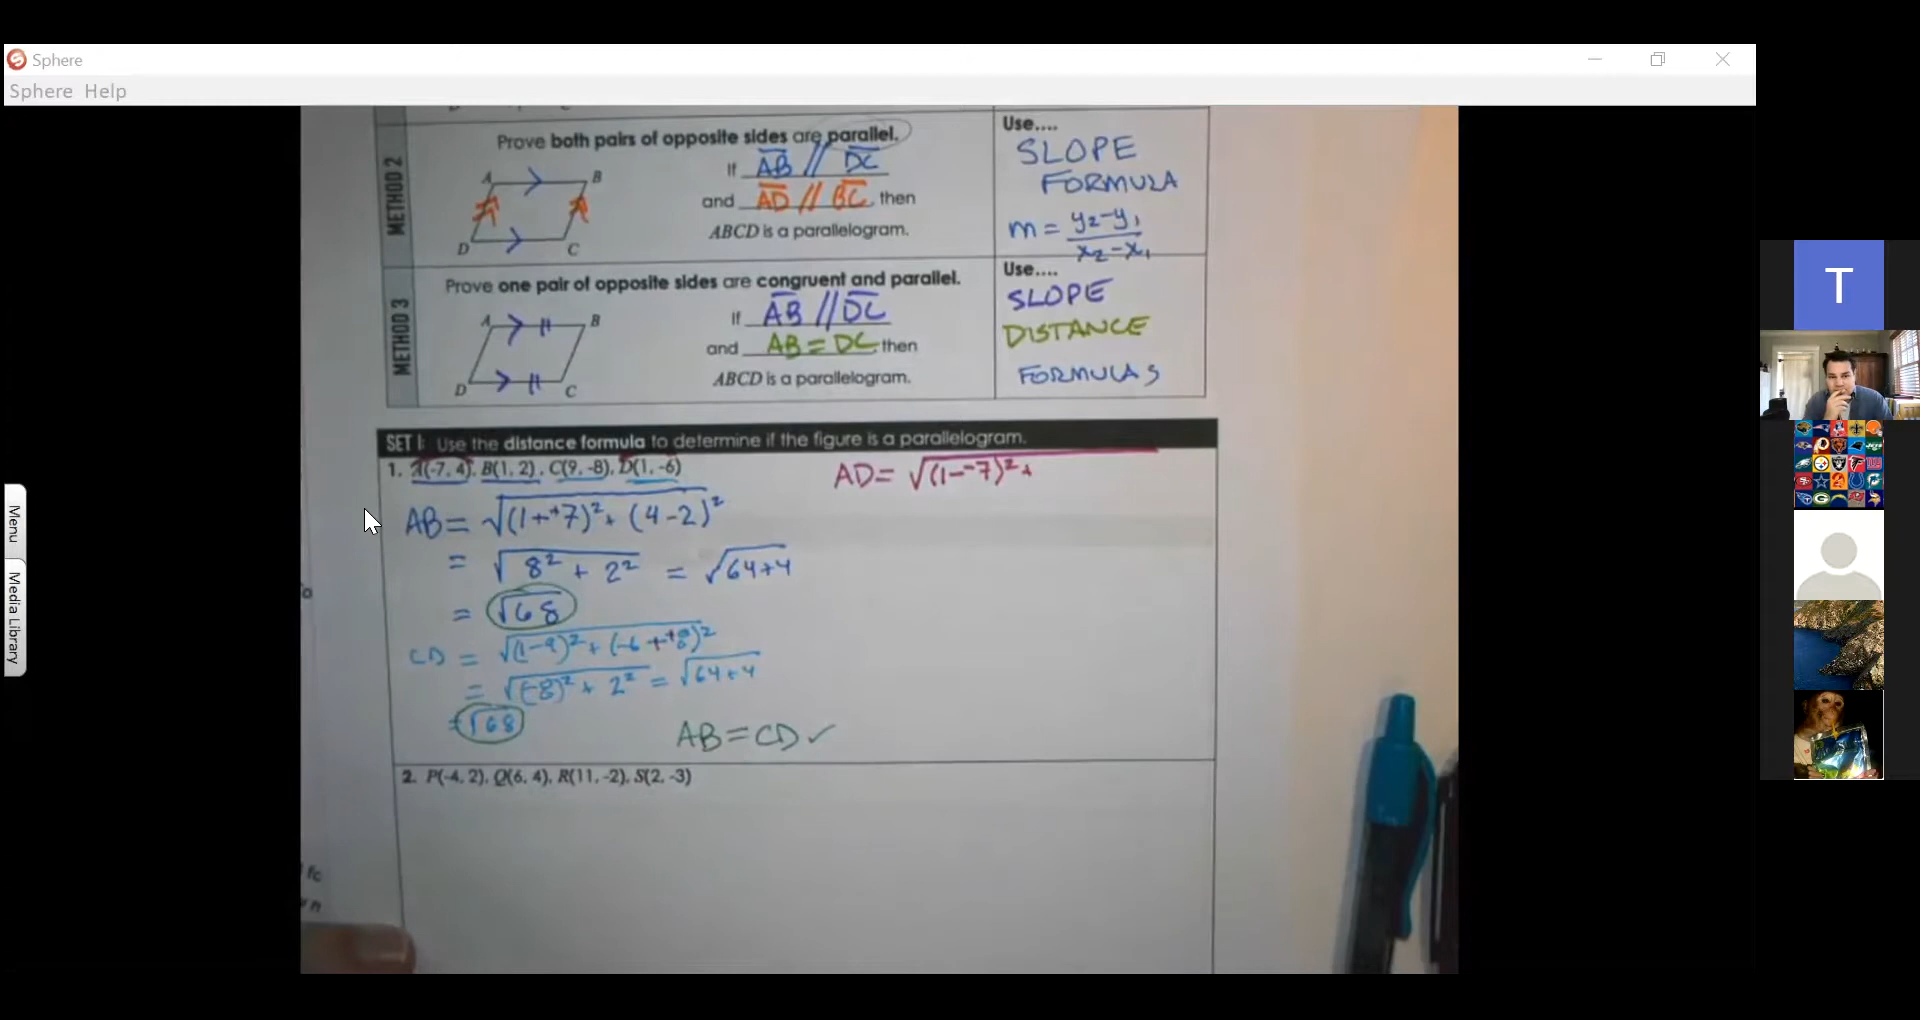 Sphere
Sphere Help
METHOD 2
Prove both pairs of opposite sides are parallel.
If AB // DC
and AD // BC, then
ABCD is a parallelogram.
A B
D C
Use....
SLOPE
FORMULA
m = y₂-y₁
x₂-x₁
METHOD 3
Prove one pair of opposite sides are congruent and parallel.
If AB // DC
and AB = DC, then
ABCD is a parallelogram.
A B
D C
Use....
SLOPE
DISTANCE
FORMULAS
SET I: Use the distance formula to determine if the figure is a parallelogram.
1. A(-7, 4), B(1, 2), C(9, -8), D(1, -6)
AB = √(1+⁺7)² + (4-2)²
= √8² + 2² = √64+4
= √68
CD = √(1-9)² + (-6+⁺8)²
= √(-8)² + 2² = √64+4
= √68
AB = CD ✓
AD = √(1-⁻7)² +
2. P(-4, 2), Q(6, 4), R(11, -2), S(2, -3)
Menu
Media Library
T